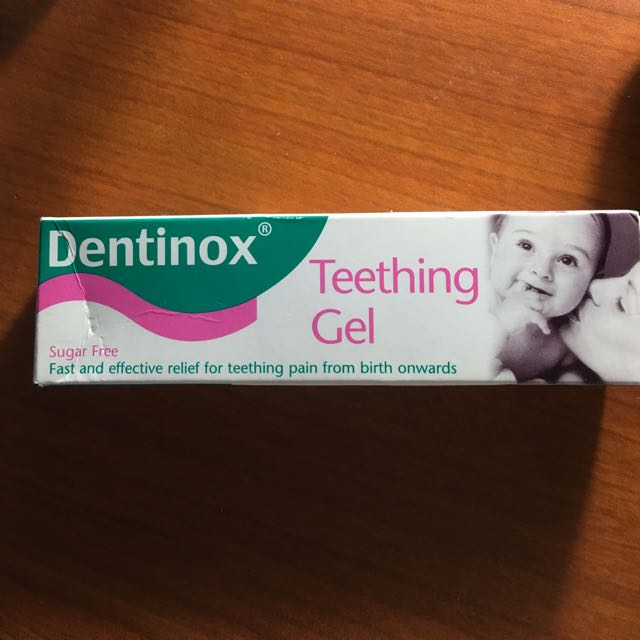 Dentinox®
Teething
Gel
Sugar Free
Fast and effective relief for teething pain from birth onwards